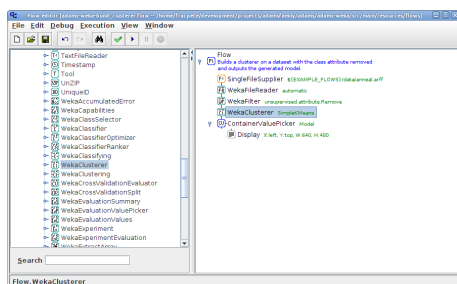 Flow editor [adams-weka-build_clusterer.flow -- /home/fracpete/development/projects/adams/candy/adams/adams-weka/src/main/resources/flows]
File Edit Debug Execution View Window
TextFileReader
Timestamp
Tool
UnZIP
UniqueID
WekaAccumulatedError
WekaCapabilities
WekaClassSelector
WekaClassifier
WekaClassifierOptimizer
WekaClassifierRanker
WekaClassifying
WekaClusterer
WekaClustering
WekaCrossValidationEvaluator
WekaCrossValidationSplit
WekaEvaluationSummary
WekaEvaluationValuePicker
WekaEvaluationValues
WekaExperiment
WekaExperimentEvaluation
WekaExtractArray
Search
Flow
Builds a clusterer on a dataset with the class attribute removed
and outputs the generated model.
SingleFileSupplier ${EXAMPLE_FLOWS}/data/anneal.arff
WekaFileReader automatic
WekaFilter unsupervised.attribute.Remove
WekaClusterer SimpleKMeans
ContainerValuePicker Model
Display X:left, Y:top, W:640, H:480
Flow.WekaClusterer